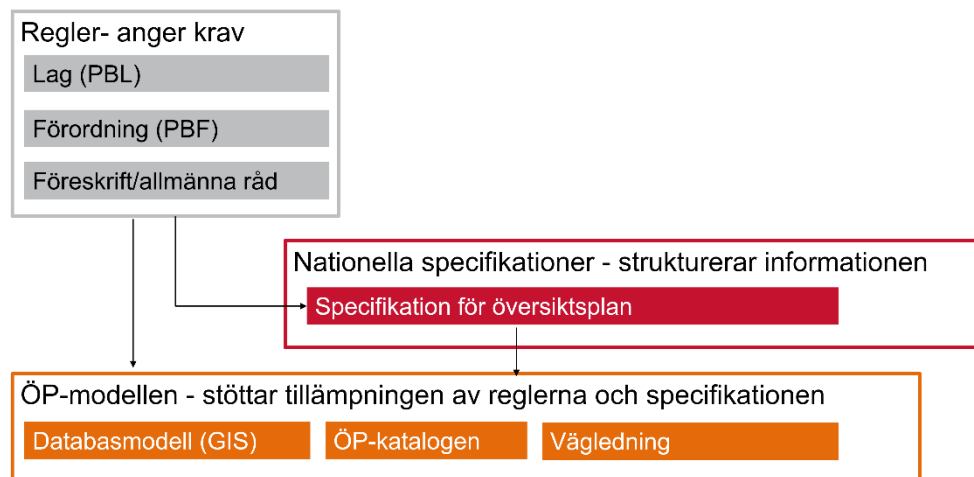 Regler- anger krav
Lag (PBL)
Förordning (PBF)
Föreskrift/allmänna råd
Nationella specifikationer - strukturerar informationen
Specifikation för översiktsplan
ÖP-modellen - stöttar tillämpningen av reglerna och specifikationen
Databasmodell (GIS)
ÖP-katalogen
Vägledning